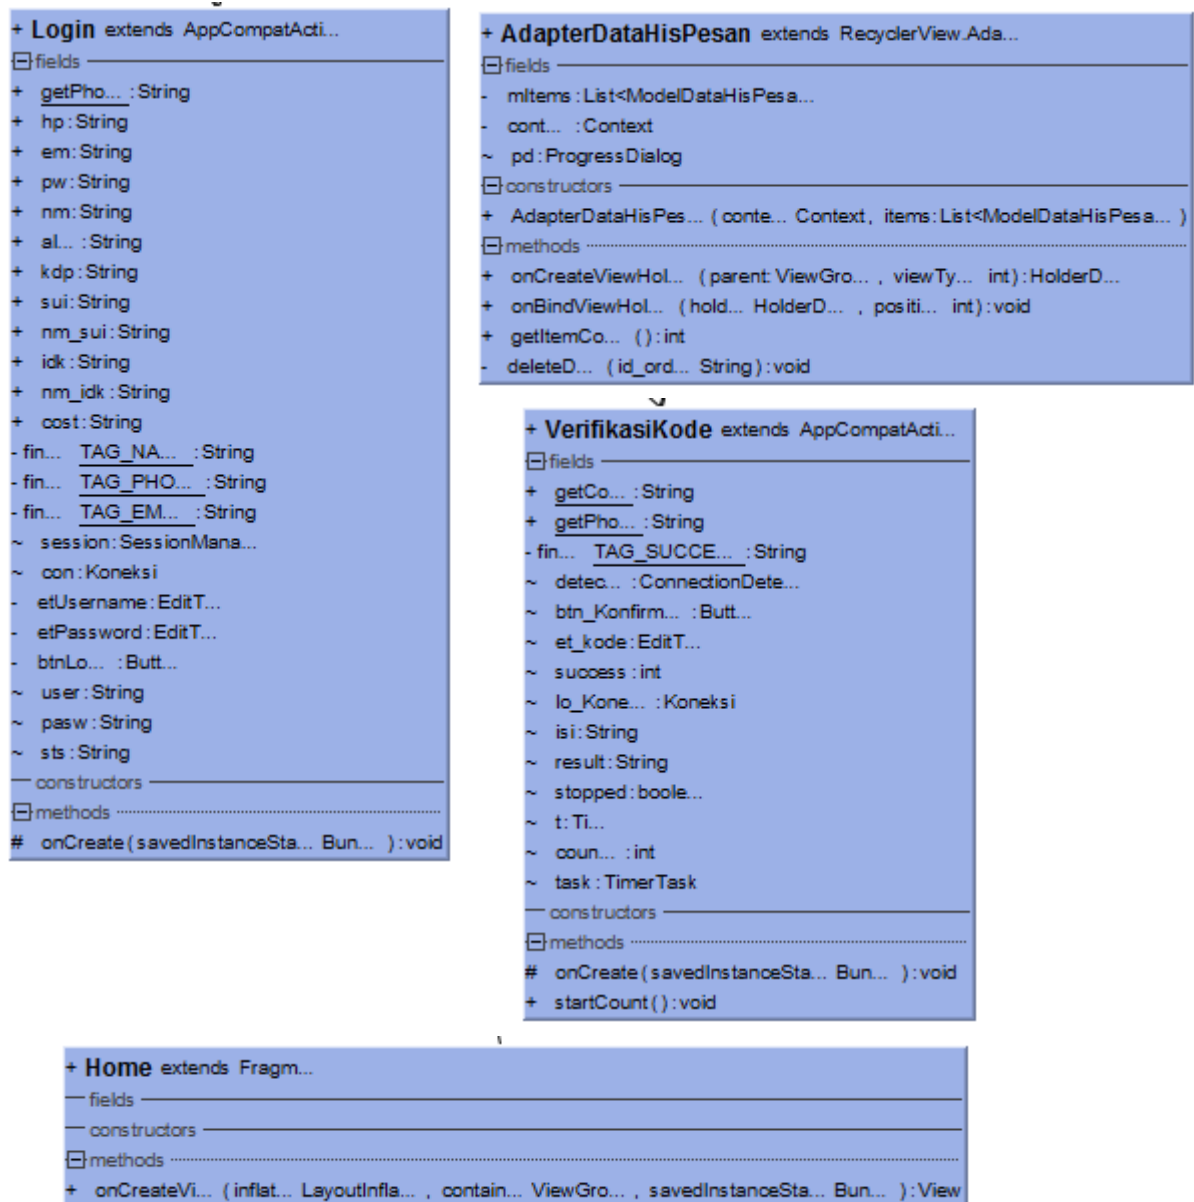 + Login extends AppCompatActi...
fields
+ getPho... : String
+ hp : String
+ em : String
+ pw : String
+ nm : String
+ al... : String
+ kdp : String
+ sui : String
+ nm_sui : String
+ idk : String
+ nm_idk : String
+ cost : String
- fin... TAG_NA... : String
- fin... TAG_PHO... : String
- fin... TAG_EM... : String
~ session : SessionMana...
~ con : Koneksi
- etUsername : EditT...
- etPassword : EditT...
- btnLo... : Butt...
~ user : String
~ pasw : String
~ sts : String
constructors
methods
# onCreate ( savedInstanceSta... Bun... ) : void
+ AdapterDataHisPesan extends RecyclerView.Ada...
fields
- mItems : List<ModelDataHisPesa...
- cont... : Context
~ pd : ProgressDialog
constructors
+ AdapterDataHisPes... ( conte... Context , items : List<ModelDataHisPesa... )
methods
+ onCreateViewHol... ( parent: ViewGro... , viewTy... int ) : HolderD...
+ onBindViewHol... ( hold... HolderD... , positi... int ) : void
+ getItemCo... ( ) : int
- deleteD... ( id_ord... String ) : void
+ VerifikasiKode extends AppCompatActi...
fields
+ getCo... : String
+ getPho... : String
- fin... TAG_SUCCE... : String
~ detec... : ConnectionDete...
~ btn_Konfirm... : Butt...
~ et_kode : EditT...
~ success : int
~ lo_Kone... : Koneksi
~ isi : String
~ result : String
~ stopped : boole...
~ t : Ti...
~ coun... : int
~ task : TimerTask
constructors
methods
# onCreate ( savedInstanceSta... Bun... ) : void
+ startCount ( ) : void
+ Home extends Fragm...
fields
constructors
methods
+ onCreateVi... ( inflat... LayoutInfla... , contain... ViewGro... , savedInstanceSta... Bun... ) : View